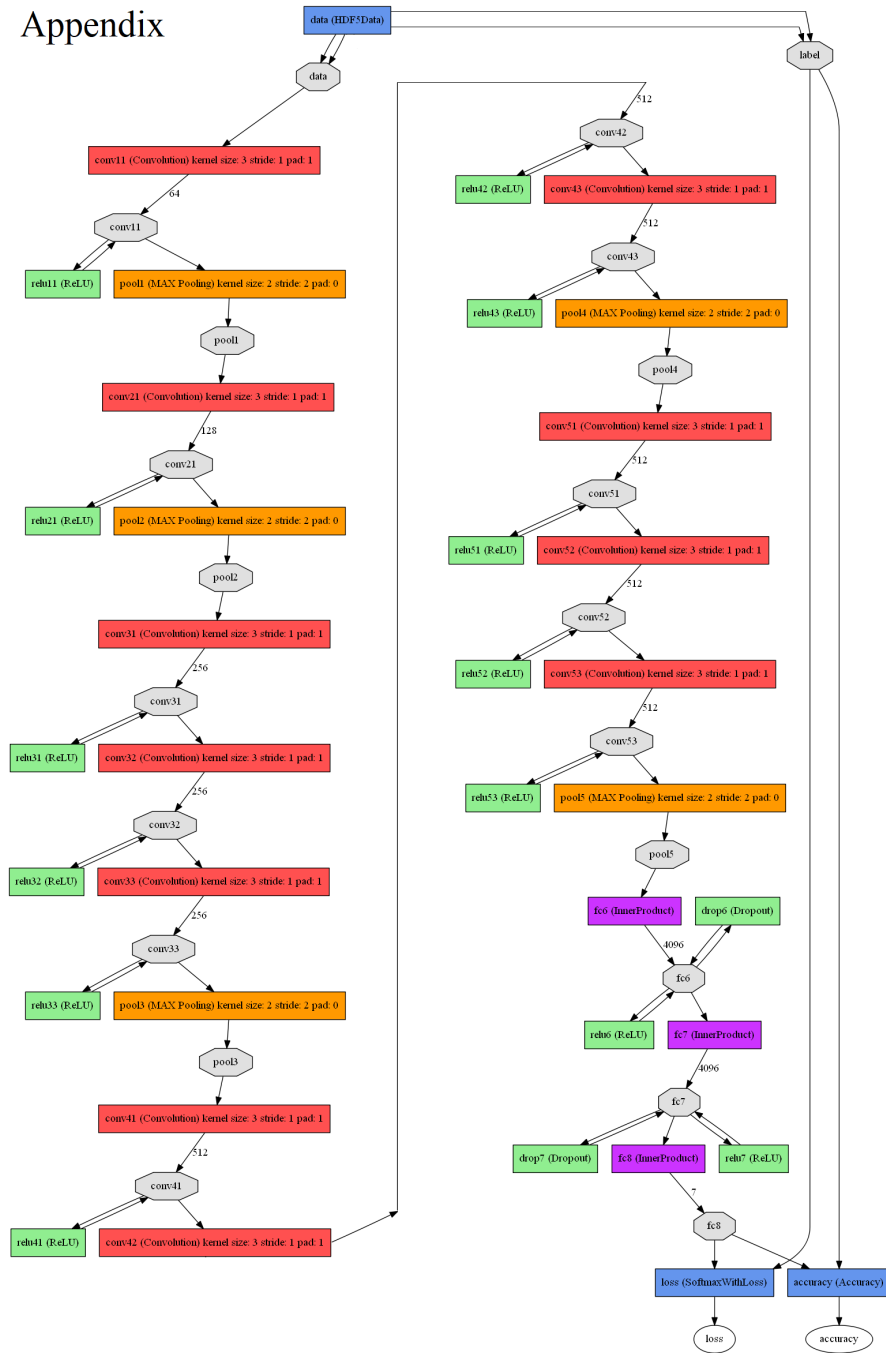 Appendix
data (HDF5Data)
label
data
conv11 (Convolution) kernel size: 3 stride: 1 pad: 1
64
conv11
relu11 (ReLU)
pool1 (MAX Pooling) kernel size: 2 stride: 2 pad: 0
pool1
conv21 (Convolution) kernel size: 3 stride: 1 pad: 1
128
conv21
relu21 (ReLU)
pool2 (MAX Pooling) kernel size: 2 stride: 2 pad: 0
pool2
conv31 (Convolution) kernel size: 3 stride: 1 pad: 1
256
conv31
relu31 (ReLU)
conv32 (Convolution) kernel size: 3 stride: 1 pad: 1
256
conv32
relu32 (ReLU)
conv33 (Convolution) kernel size: 3 stride: 1 pad: 1
256
conv33
relu33 (ReLU)
pool3 (MAX Pooling) kernel size: 2 stride: 2 pad: 0
pool3
conv41 (Convolution) kernel size: 3 stride: 1 pad: 1
512
conv41
relu41 (ReLU)
conv42 (Convolution) kernel size: 3 stride: 1 pad: 1
512
conv42
relu42 (ReLU)
conv43 (Convolution) kernel size: 3 stride: 1 pad: 1
512
conv43
relu43 (ReLU)
pool4 (MAX Pooling) kernel size: 2 stride: 2 pad: 0
pool4
conv51 (Convolution) kernel size: 3 stride: 1 pad: 1
512
conv51
relu51 (ReLU)
conv52 (Convolution) kernel size: 3 stride: 1 pad: 1
512
conv52
relu52 (ReLU)
conv53 (Convolution) kernel size: 3 stride: 1 pad: 1
512
conv53
relu53 (ReLU)
pool5 (MAX Pooling) kernel size: 2 stride: 2 pad: 0
pool5
fc6 (InnerProduct)
drop6 (Dropout)
4096
fc6
relu6 (ReLU)
fc7 (InnerProduct)
4096
fc7
drop7 (Dropout)
fc8 (InnerProduct)
relu7 (ReLU)
7
fc8
loss (SoftmaxWithLoss)
accuracy (Accuracy)
loss
accuracy